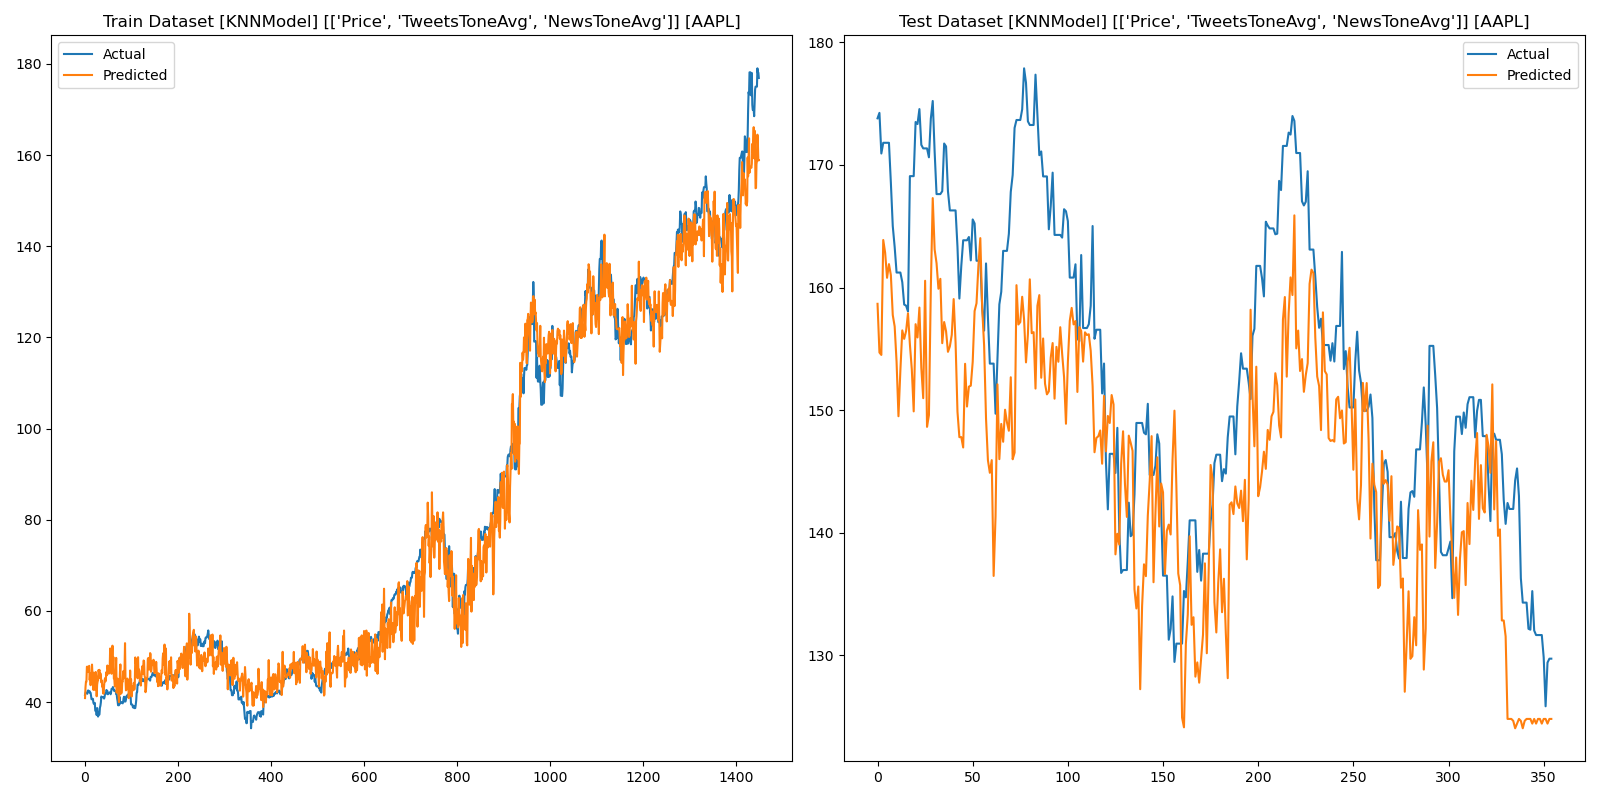 Train Dataset [KNNModel] [['Price', 'TweetsToneAvg', 'NewsToneAvg']] [AAPL]
Actual
Predicted
180
160
140
120
100
80
60
40
0 200 400 600 800 1000 1200 1400
Test Dataset [KNNModel] [['Price', 'TweetsToneAvg', 'NewsToneAvg']] [AAPL]
Actual
Predicted
180
170
160
150
140
130
0 50 100 150 200 250 300 350